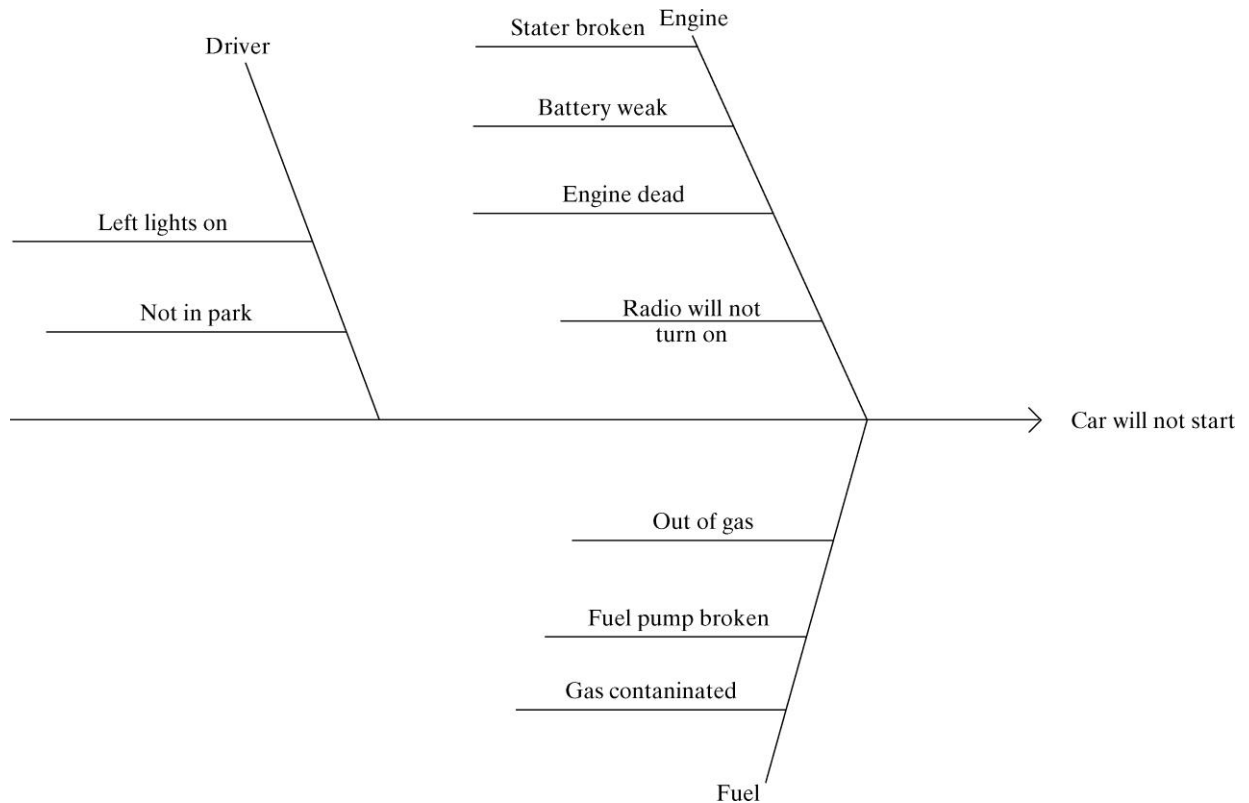 Stater broken
Engine
Driver
Battery weak
Engine dead
Left lights on
Not in park
Radio will not
turn on
Car will not start
Out of gas
Fuel pump broken
Gas contaninated
Fuel